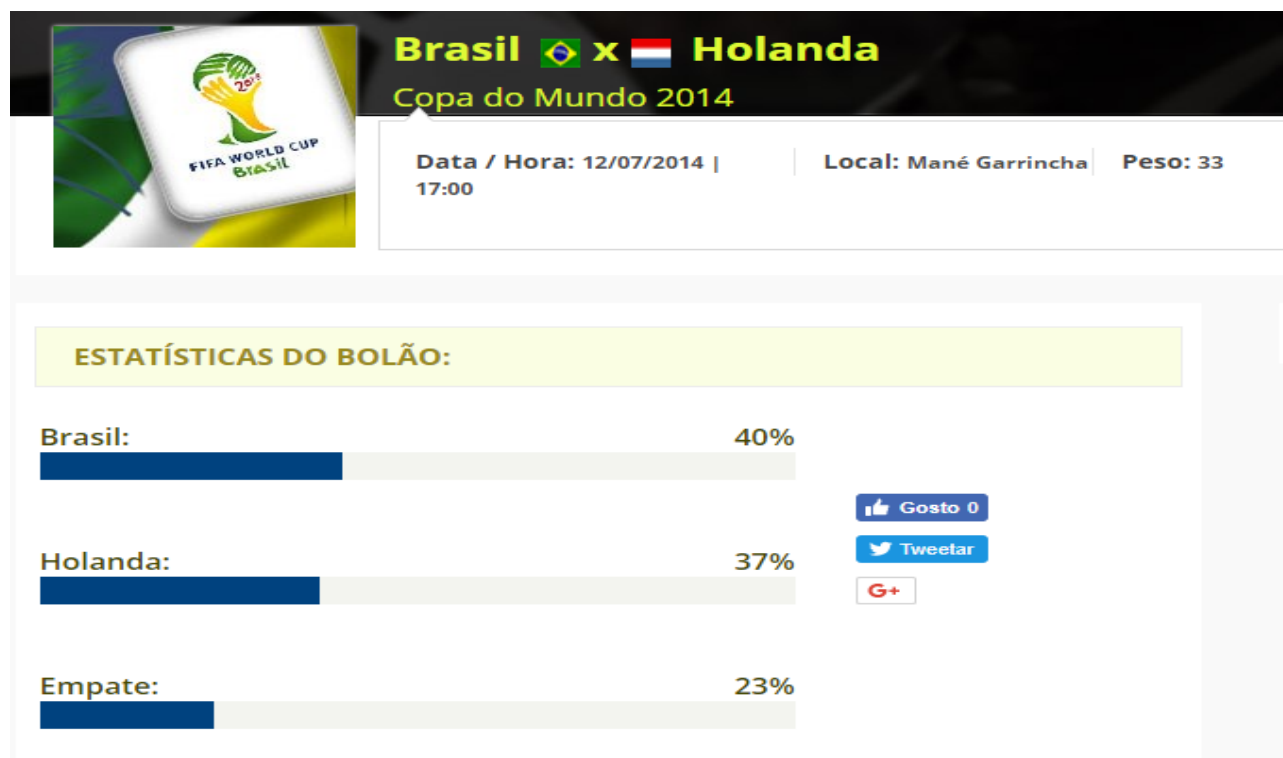 Brasil x Holanda
Copa do Mundo 2014
2014
FIFA WORLD CUP
Brasil
Data / Hora: 12/07/2014 |
17:00
Local: Mané Garrincha
Peso: 33
ESTATÍSTICAS DO BOLÃO:
Brasil: 40%
Gosto 0
Holanda: 37%
Tweetar
G+
Empate: 23%